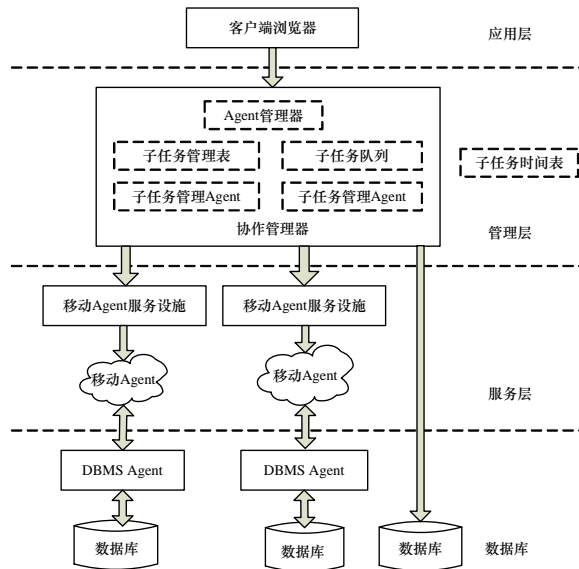 客户端浏览器
应用层
Agent管理器
子任务管理表
子任务队列
子任务时间表
子任务管理Agent
子任务管理Agent
协作管理器
管理层
移动Agent服务设施
移动Agent服务设施
移动Agent
移动Agent
服务层
DBMS Agent
DBMS Agent
数据库
数据库
数据库
数据库